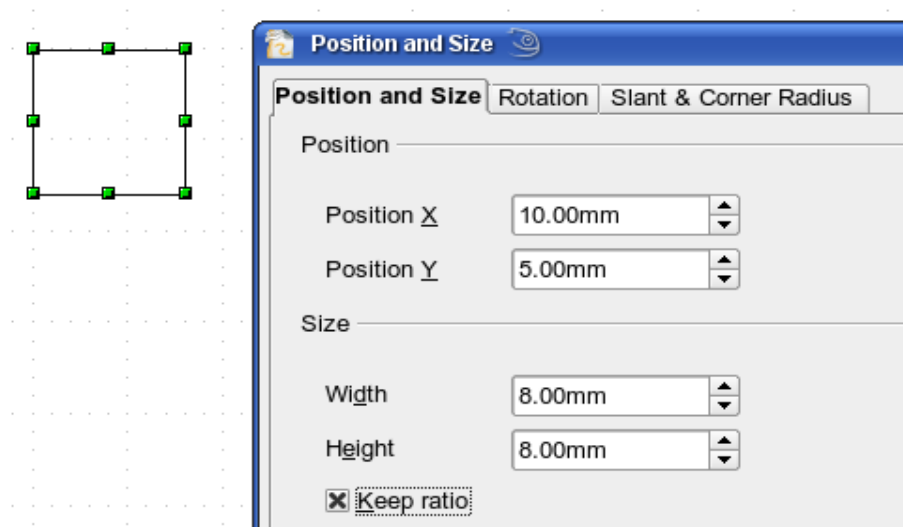 Position and Size
Position and Size Rotation Slant & Corner Radius
Position
Position X 10.00mm
Position Y 5.00mm
Size
Width 8.00mm
Height 8.00mm
Keep ratio